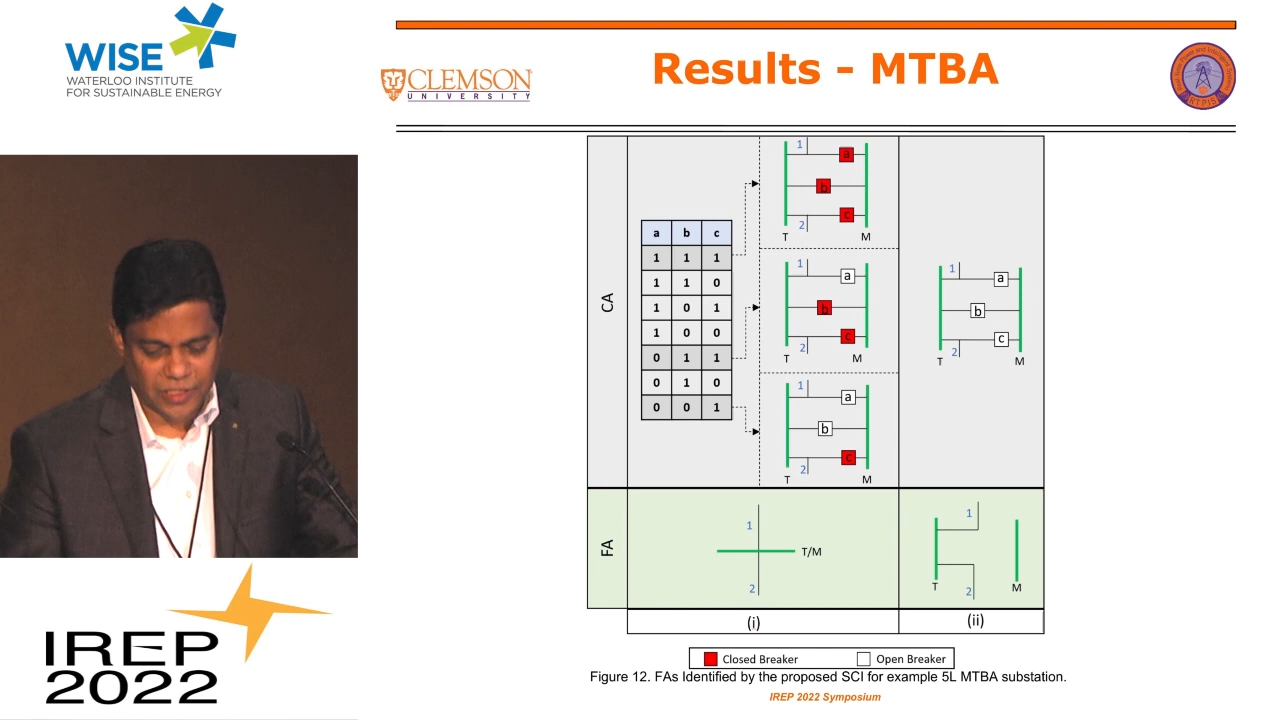 WISE
WATERLOO INSTITUTE
FOR SUSTAINABLE ENERGY
CLEMSON
UNIVERSITY
Results - MTBA
RTPIS
CA
a b c
1 1 1
1 1 0
1 0 1
1 0 0
0 1 1
0 1 0
0 0 1
1
a
b
c
2
T M
1
a
b
c
2
T M
1
a
b
c
2
T M
1
a
b
c
2
T M
FA
1
T/M
2
1
T M
2
(i) (ii)
Closed Breaker Open Breaker
Figure 12. FAs Identified by the proposed SCI for example 5L MTBA substation.
IREP 2022 Symposium
IREP
2022